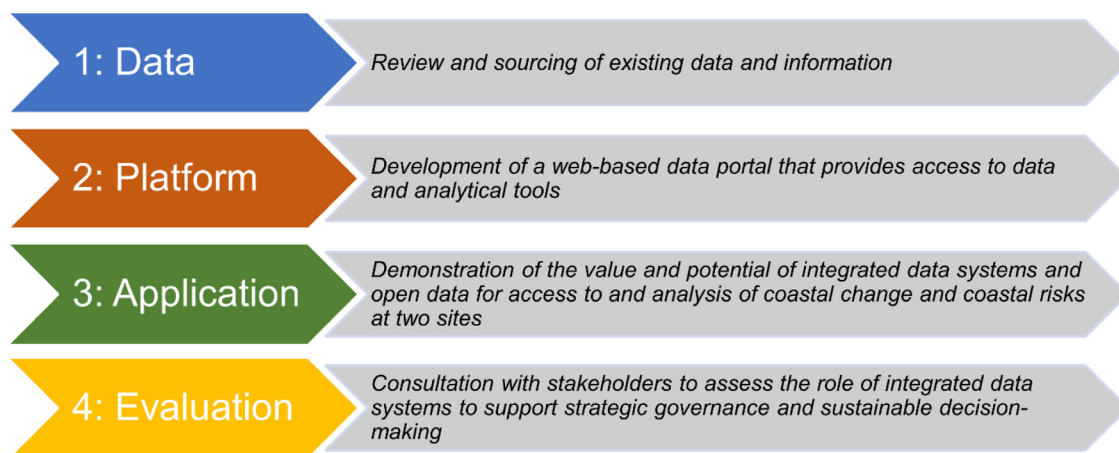 1: Data
Review and sourcing of existing data and information
2: Platform
Development of a web-based data portal that provides access to data
and analytical tools
3: Application
Demonstration of the value and potential of integrated data systems and
open data for access to and analysis of coastal change and coastal risks
at two sites
4: Evaluation
Consultation with stakeholders to assess the role of integrated data
systems to support strategic governance and sustainable decision-
making